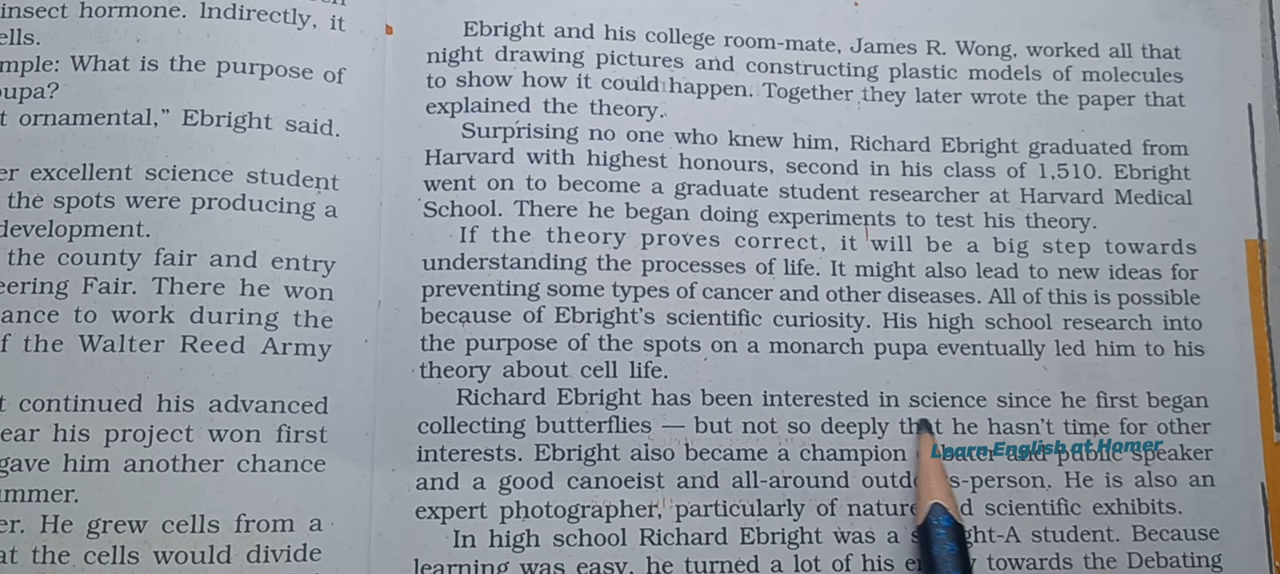 insect hormone. Indirectly, it
ells.
mple: What is the purpose of
upa?
t ornamental," Ebright said.
er excellent science student
the spots were producing a
development.
the county fair and entry
eering Fair. There he won
ance to work during the
f the Walter Reed Army
t continued his advanced
ear his project won first
gave him another chance
mmer.
er. He grew cells from a
at the cells would divide
Ebright and his college room-mate, James R. Wong, worked all that
night drawing pictures and constructing plastic models of molecules
to show how it could happen. Together they later wrote the paper that
explained the theory.
Surprising no one who knew him, Richard Ebright graduated from
Harvard with highest honours, second in his class of 1,510. Ebright
went on to become a graduate student researcher at Harvard Medical
School. There he began doing experiments to test his theory.
If the theory proves correct, it will be a big step towards
understanding the processes of life. It might also lead to new ideas for
preventing some types of cancer and other diseases. All of this is possible
because of Ebright's scientific curiosity. His high school research into
the purpose of the spots on a monarch pupa eventually led him to his
theory about cell life.
Richard Ebright has been interested in science since he first began
collecting butterflies — but not so deeply that he hasn't time for other
interests. Ebright also became a champion and public speaker
Learn English at Homer
and a good canoeist and all-around s-person. He is also an
expert photographer, particularly of nature d scientific exhibits.
In high school Richard Ebright was a ght-A student. Because
learning was easy, he turned a lot of his towards the Debating